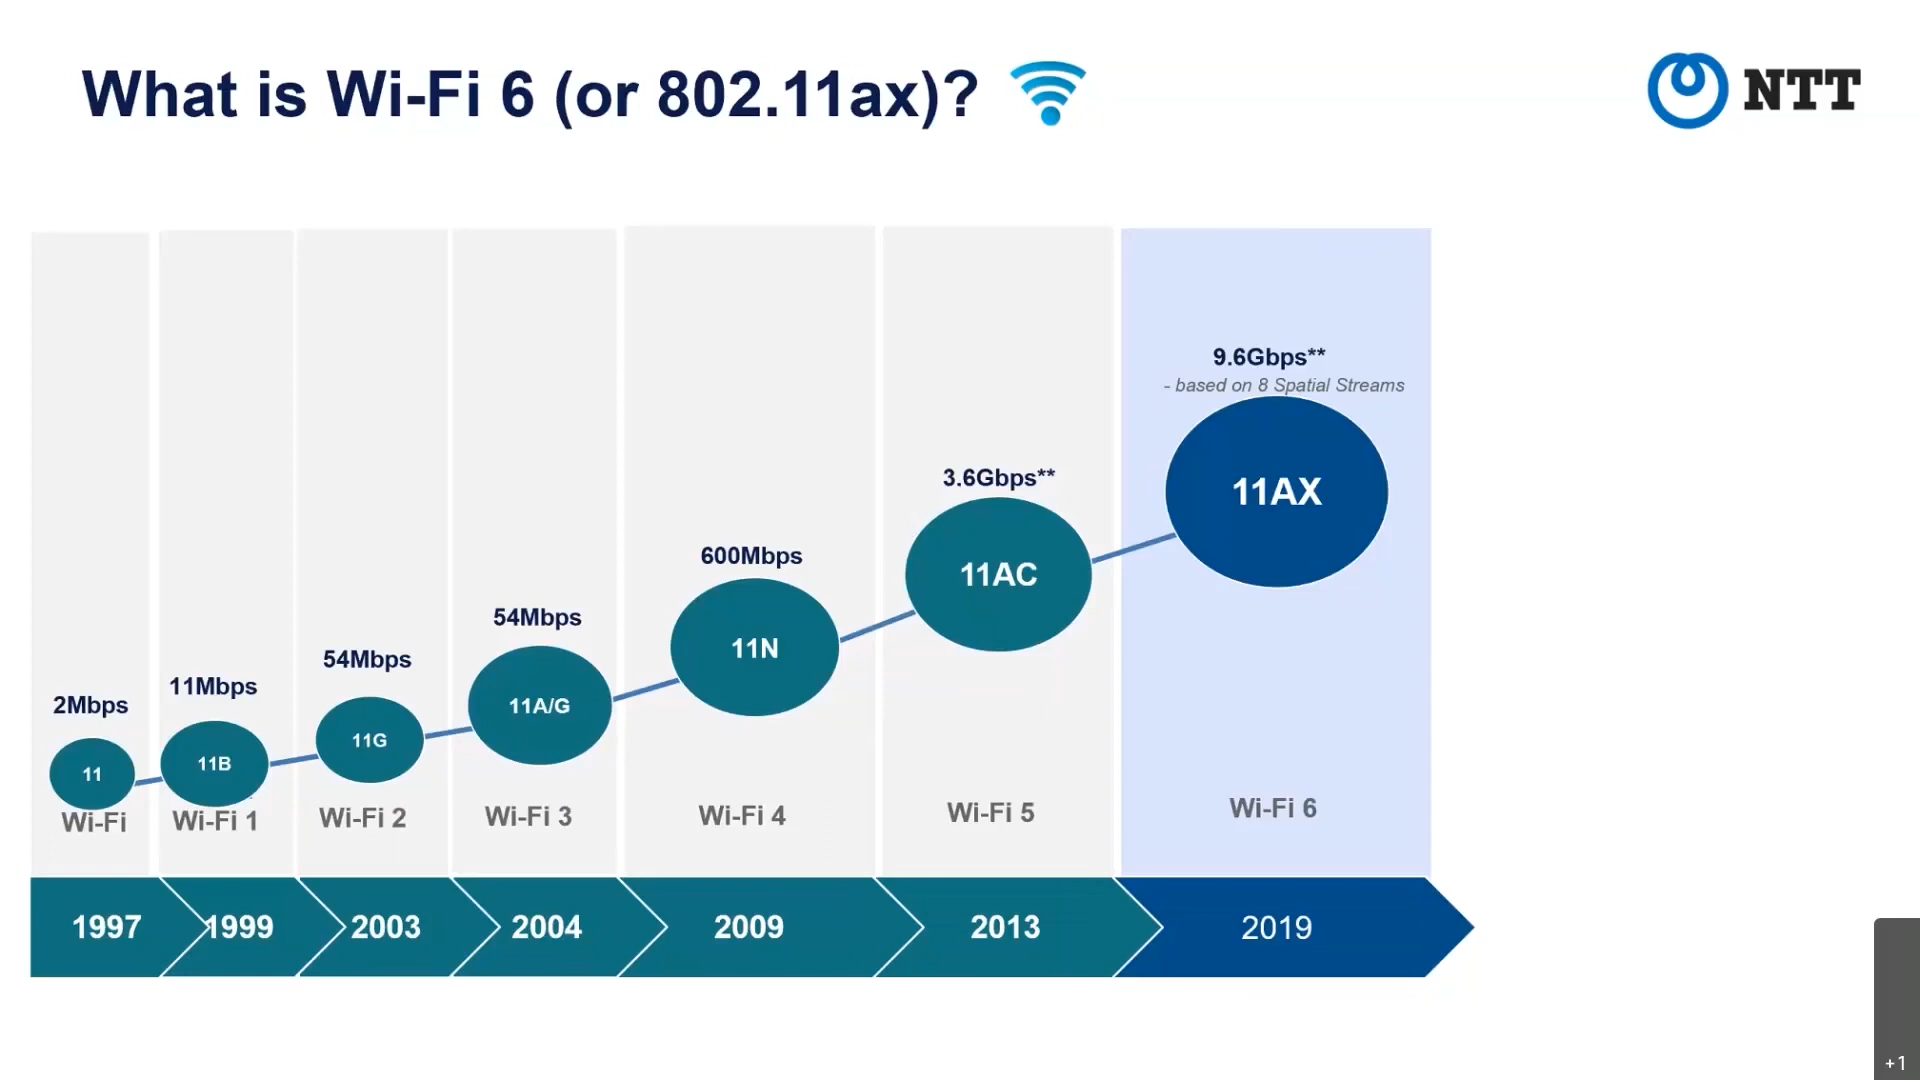 What is Wi-Fi 6 (or 802.11ax)?
NTT
9.6Gbps**
- based on 8 Spatial Streams
11AX
3.6Gbps**
11AC
600Mbps
11N
54Mbps
11A/G
54Mbps
11G
11Mbps
11B
2Mbps
11
Wi-Fi
Wi-Fi 1
Wi-Fi 2
Wi-Fi 3
Wi-Fi 4
Wi-Fi 5
Wi-Fi 6
1997
1999
2003
2004
2009
2013
2019
+1